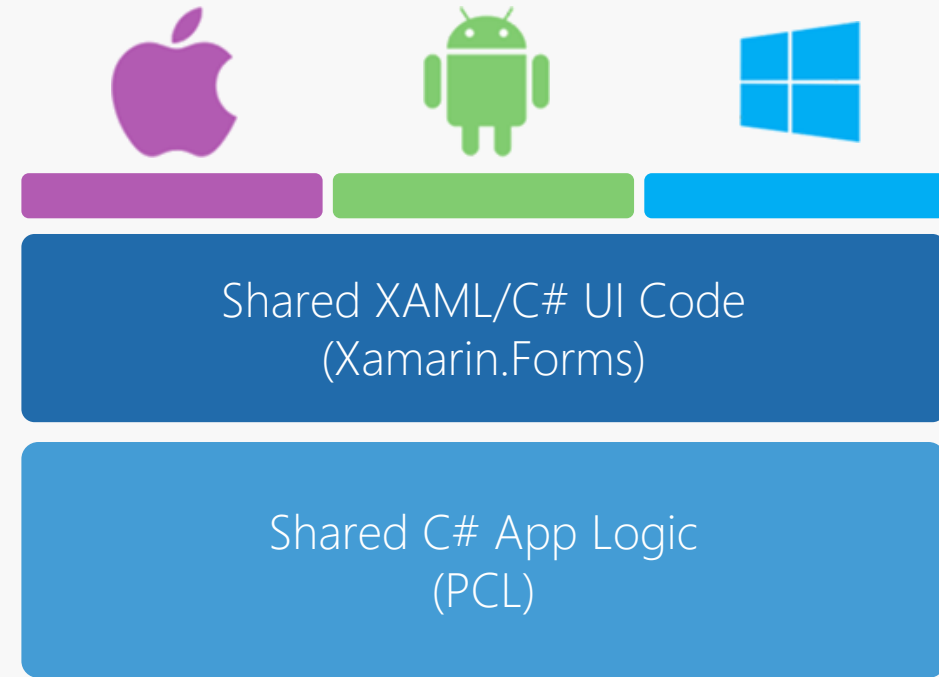 Shared XAML/C# UI Code
(Xamarin.Forms)
Shared C# App Logic
(PCL)